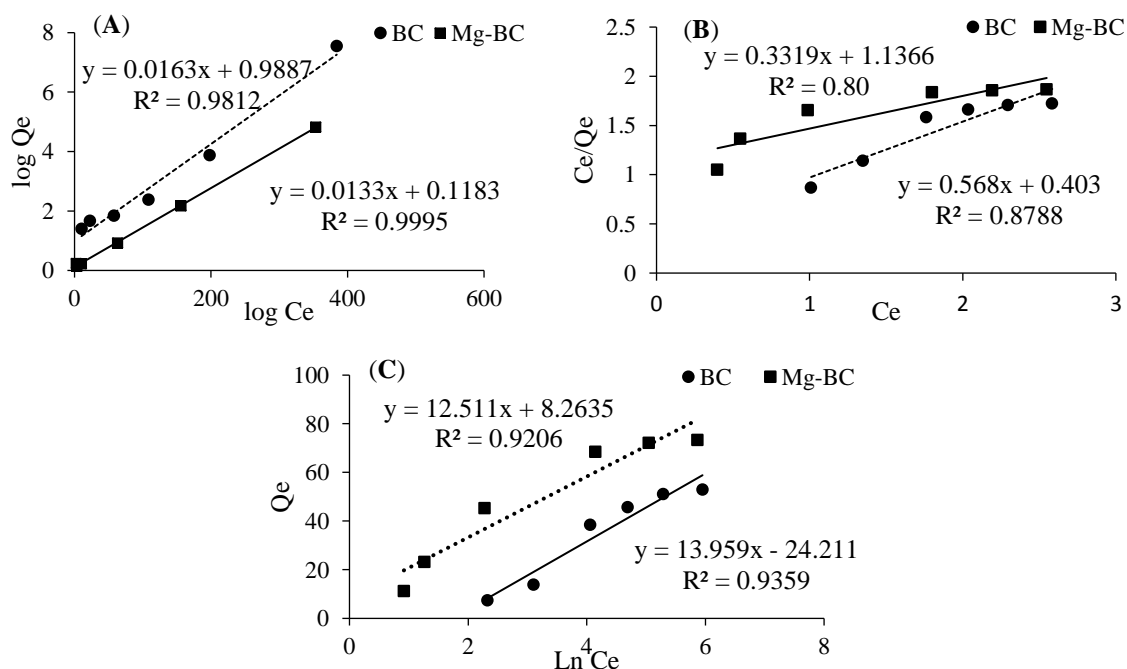 (A)
BC Mg-BC
y = 0.0163x + 0.9887
R² = 0.9812
y = 0.0133x + 0.1183
R² = 0.9995
log Qe
8
6
4
2
0
0 200 400 600
log Ce
(B)
BC Mg-BC
y = 0.3319x + 1.1366
R² = 0.80
y = 0.568x + 0.403
R² = 0.8788
Ce/Qe
2.5
2
1.5
1
0.5
0
0 1 2 3
Ce
(C)
BC Mg-BC
y = 12.511x + 8.2635
R² = 0.9206
y = 13.959x - 24.211
R² = 0.9359
Qe
100
80
60
40
20
0
0 2 4 6 8
Ln Ce